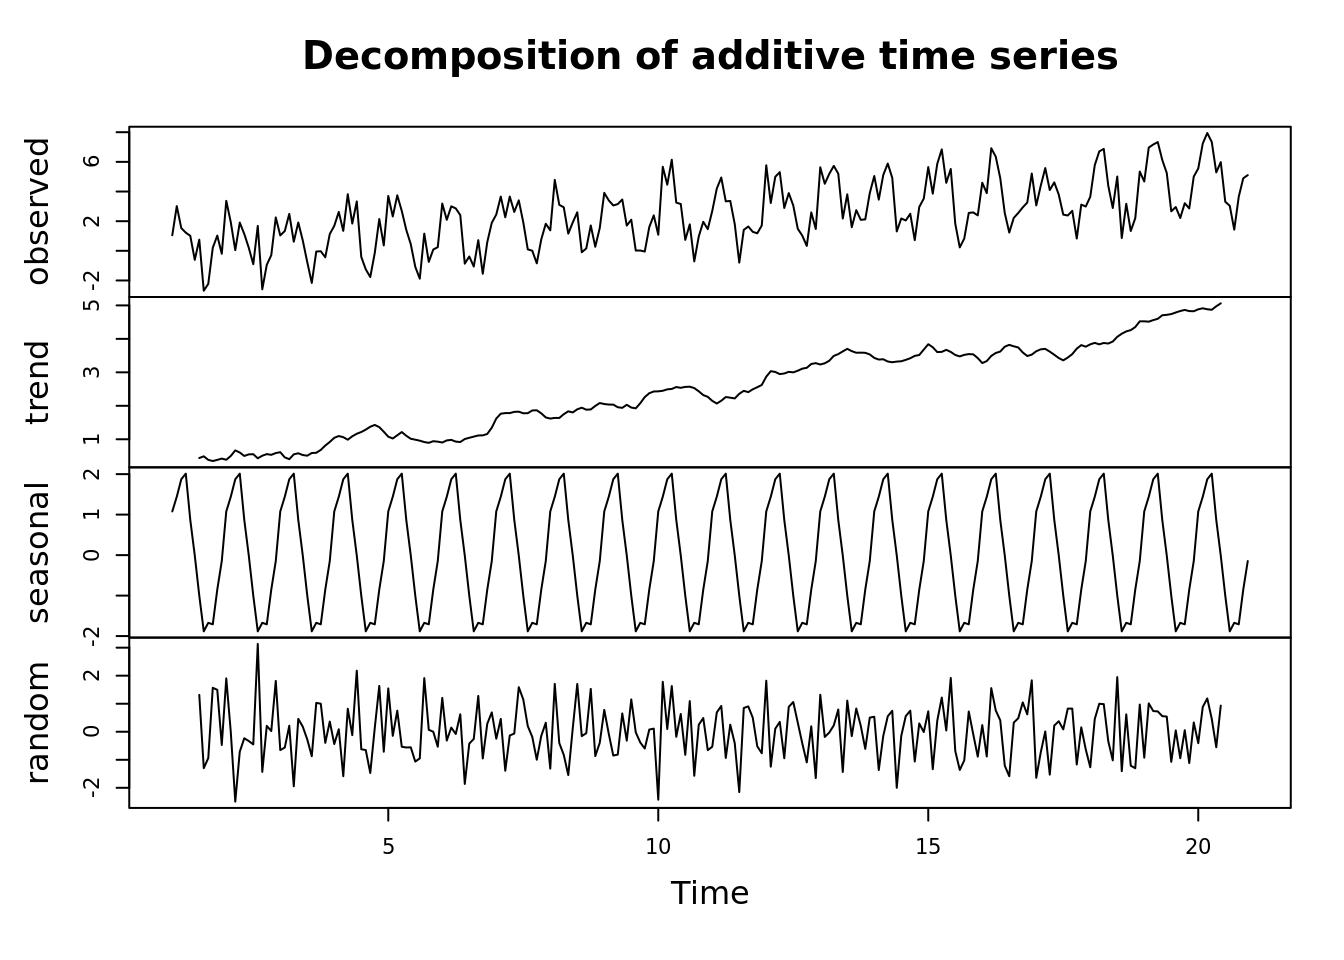 Decomposition of additive time series
observed
-2 2 6
trend
1 3 5
seasonal
-2 0 1 2
random
-2 0 2
5 10 15 20
Time